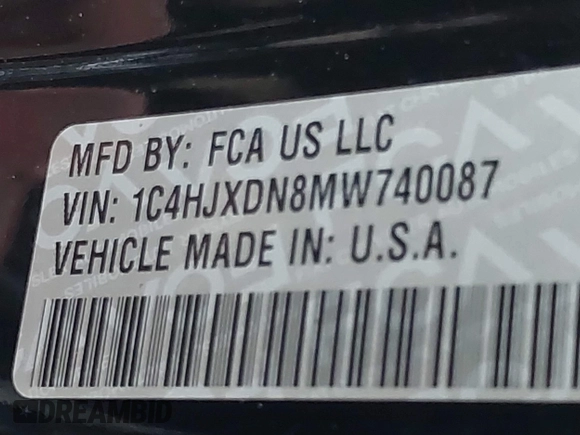 MFD BY: FCA US LLC
VIN: 1C4HJXDN8MW740087
VEHICLE MADE IN: U.S.A.
DREAMBID